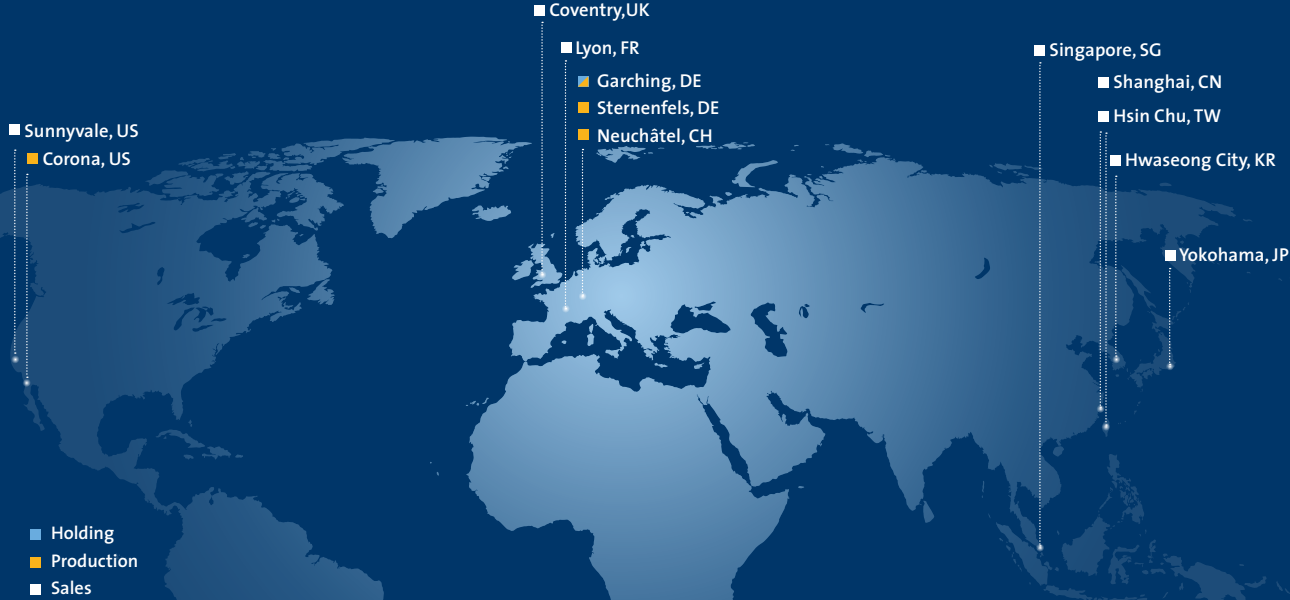 Coventry,UK
Lyon, FR
Garching, DE
Sternenfels, DE
Neuchâtel, CH
Singapore, SG
Shanghai, CN
Hsin Chu, TW
Hwaseong City, KR
Yokohama, JP
Sunnyvale, US
Corona, US
Holding
Production
Sales